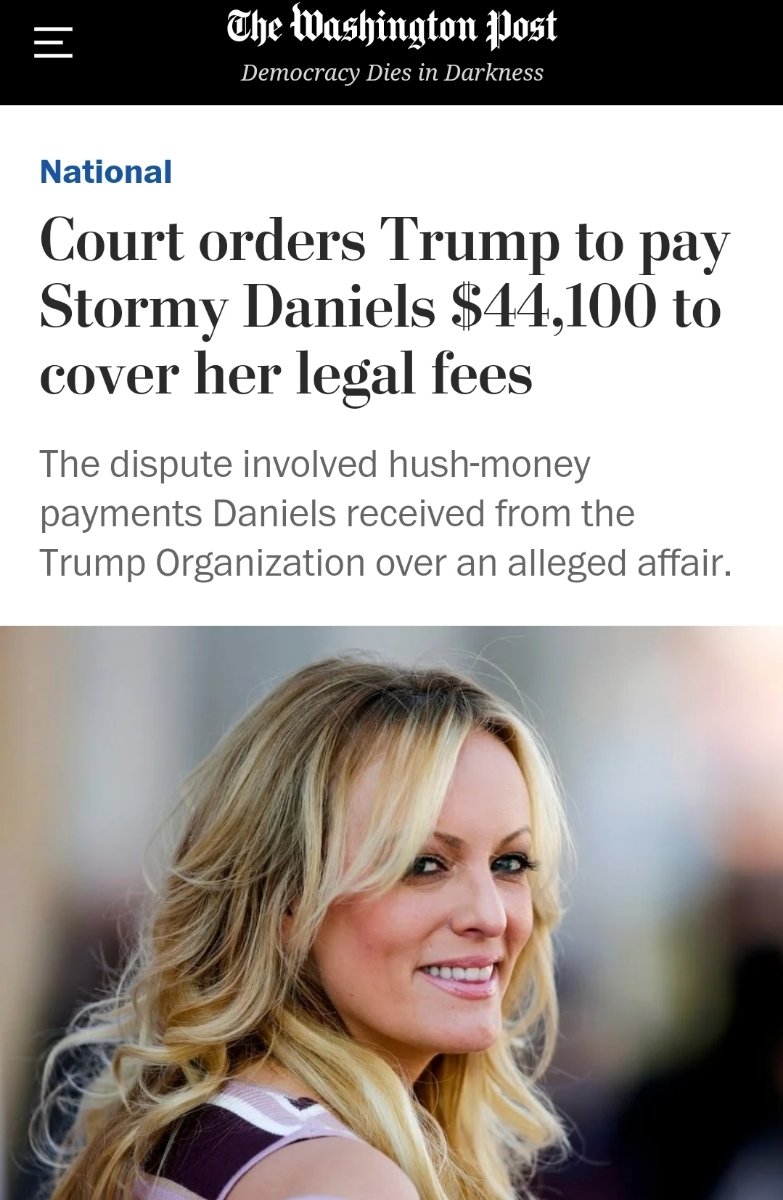 The Washington Post
Democracy Dies in Darkness
National
Court orders Trump to pay
Stormy Daniels $44,100 to
cover her legal fees
The dispute involved hush-money
payments Daniels received from the
Trump Organization over an alleged affair.